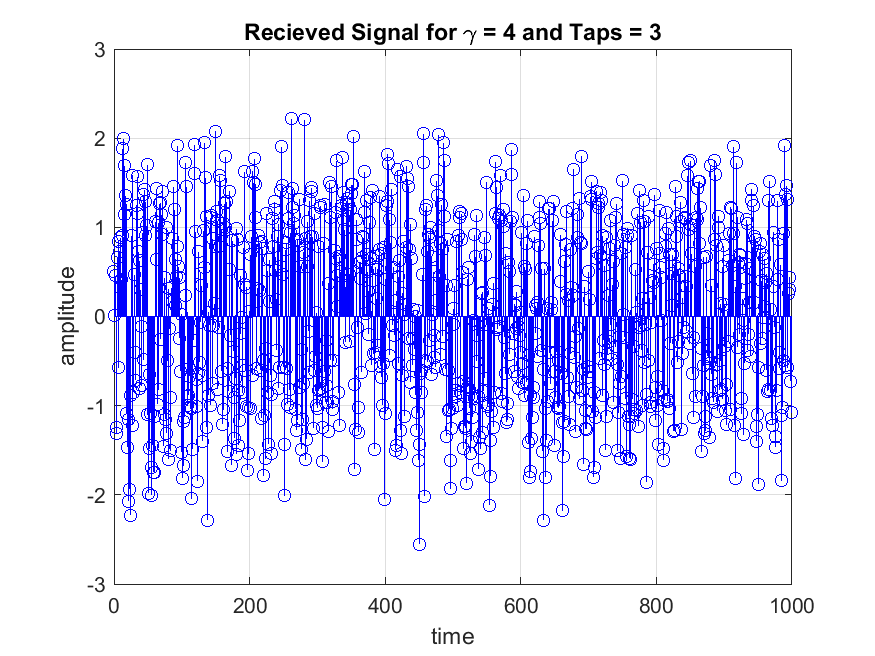 Recieved Signal for γ = 4 and Taps = 3
3
2
1
0
-1
-2
-3
amplitude
0 200 400 600 800 1000
time